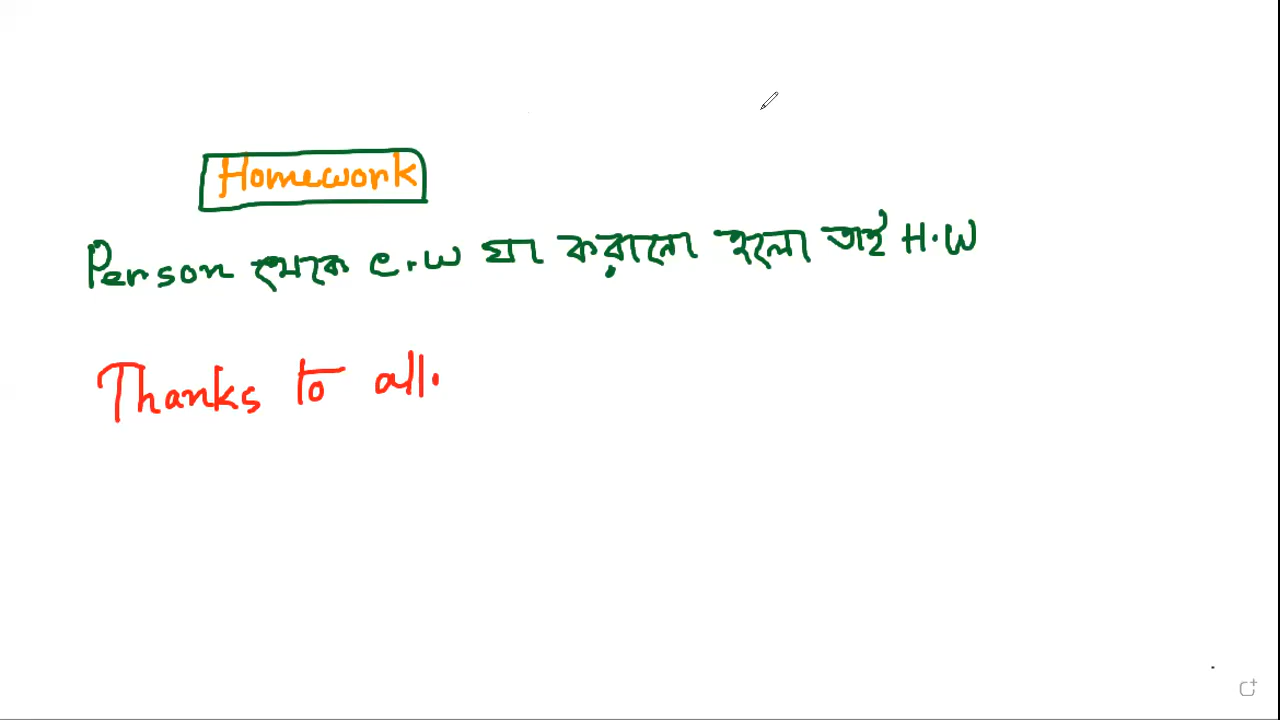 Homework
Person থেকে C.W যা করানো হলো তাই H.W
Thanks to all.